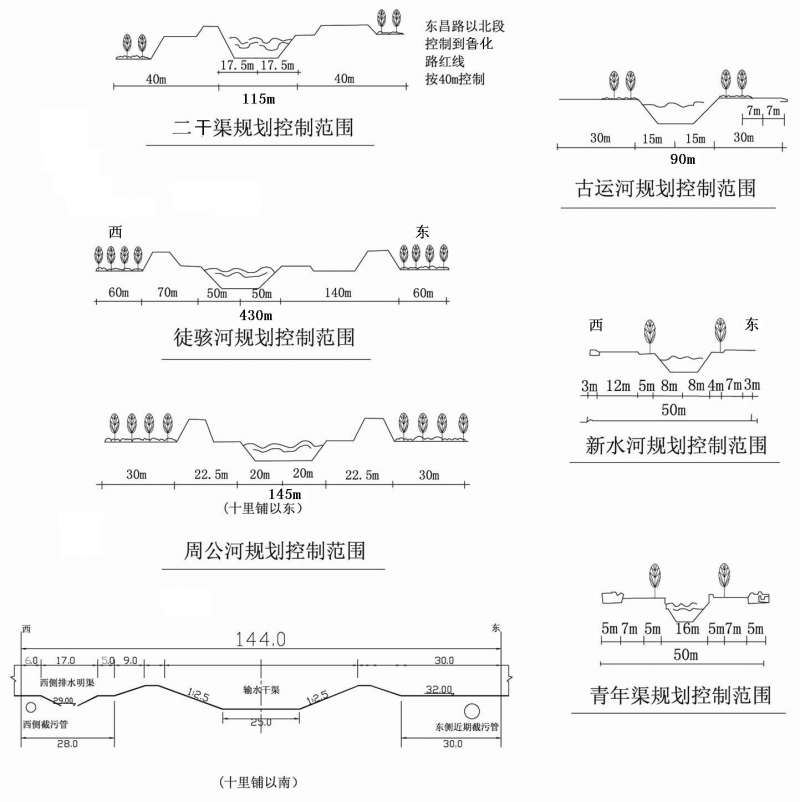 东昌路以北段
控制到鲁化
路红线
按40m控制
17.5m 17.5m
40m 40m
115m
二干渠规划控制范围
7m 7m
30m 15m 15m 30m
90m
古运河规划控制范围
西 东
60m 70m 50m 50m 140m 60m
430m
徒骇河规划控制范围
西 东
3m 12m 5m 8m 8m 4m 7m 3m
50m
新水河规划控制范围
30m 22.5m 20m 20m 22.5m 30m
145m
(十里铺以东)
周公河规划控制范围
5m 7m 5m 16m 5m 7m 5m
50m
青年渠规划控制范围
西 东
144.0
6.0 17.0 5.0 9.0 30.0
西侧排水明渠
29.00
1:2.5
输水干渠
1:2.5
32.00
25.0
西侧截污管
东侧近期截污管
28.0 30.0
(十里铺以南)